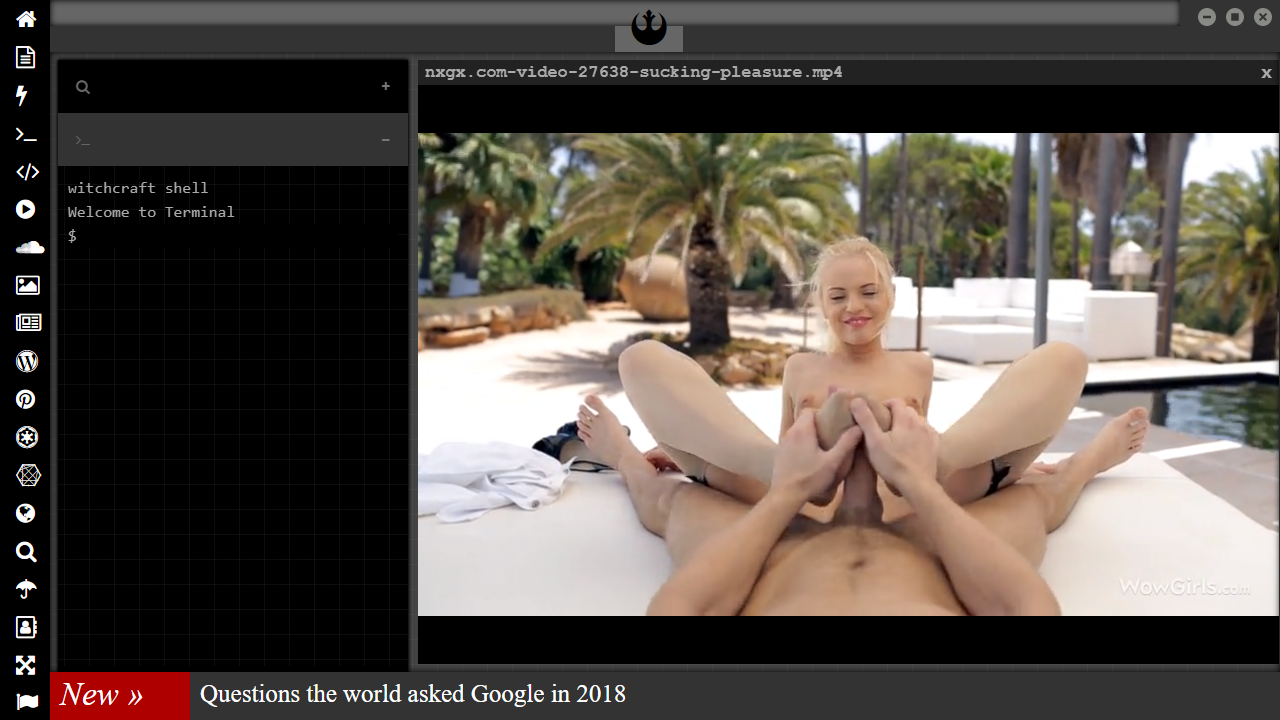 nxgx.com-video-27638-sucking-pleasure.mp4
x
+
>_
−
witchcraft shell
Welcome to Terminal
$
WowGirls.com
New »
Questions the world asked Google in 2018